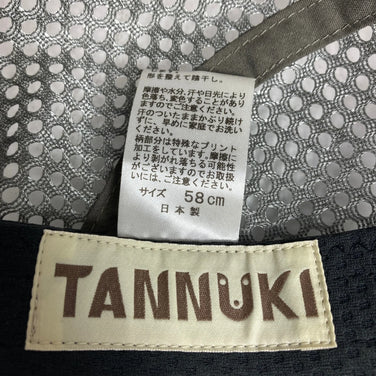 形を整えて陰干し。
摩擦や水分、汗や日光により
色落ち、変色することがあり
ますのでご注意ください。
汗のついたままかぶり続け
ずに、早めに家庭でお洗い
ください。
柄部分は特殊なプリント
加工をしています。摩擦に
より剥がれ落ちる可能性
がございますのでお取扱
いには、ご注意ください。
サイズ 58cm
日本製
TANNUKI